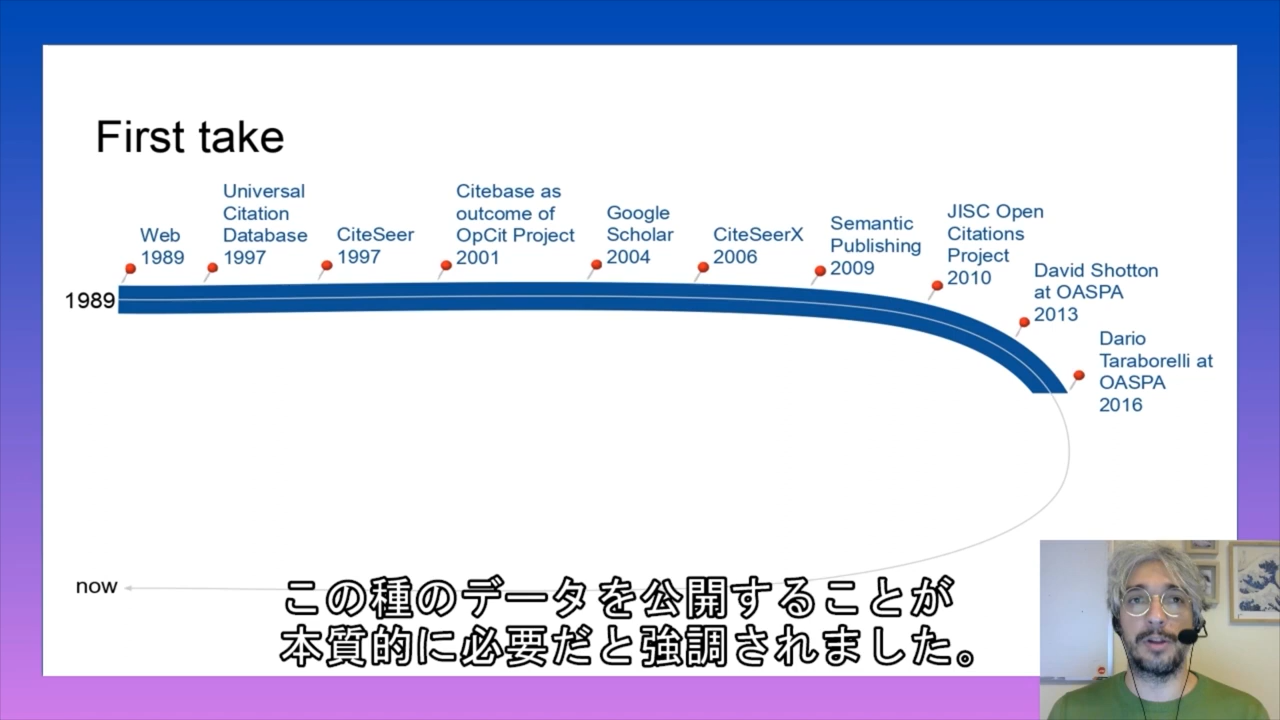 First take
Universal
Citation
Database
1997
Web
1989
CiteSeer
1997
Citebase as
outcome of
OpCit Project
2001
Google
Scholar
2004
CiteSeerX
2006
Semantic
Publishing
2009
JISC Open
Citations
Project
2010
David Shotton
at OASPA
2013
Dario
Taraborelli at
OASPA
2016
1989
now
この種のデータを公開することが
本質的に必要だと強調されました。